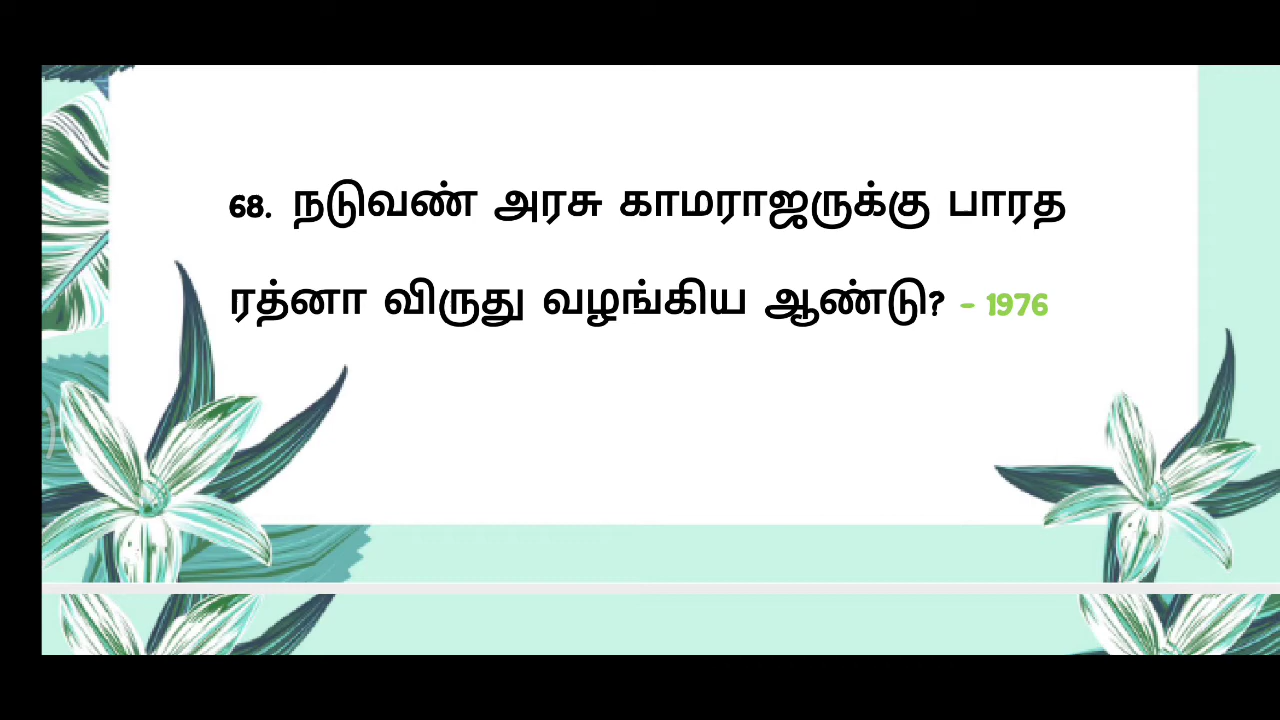 68. நடுவண் அரசு காமராஜருக்கு பாரத
ரத்னா விருது வழங்கிய ஆண்டு? - 1976